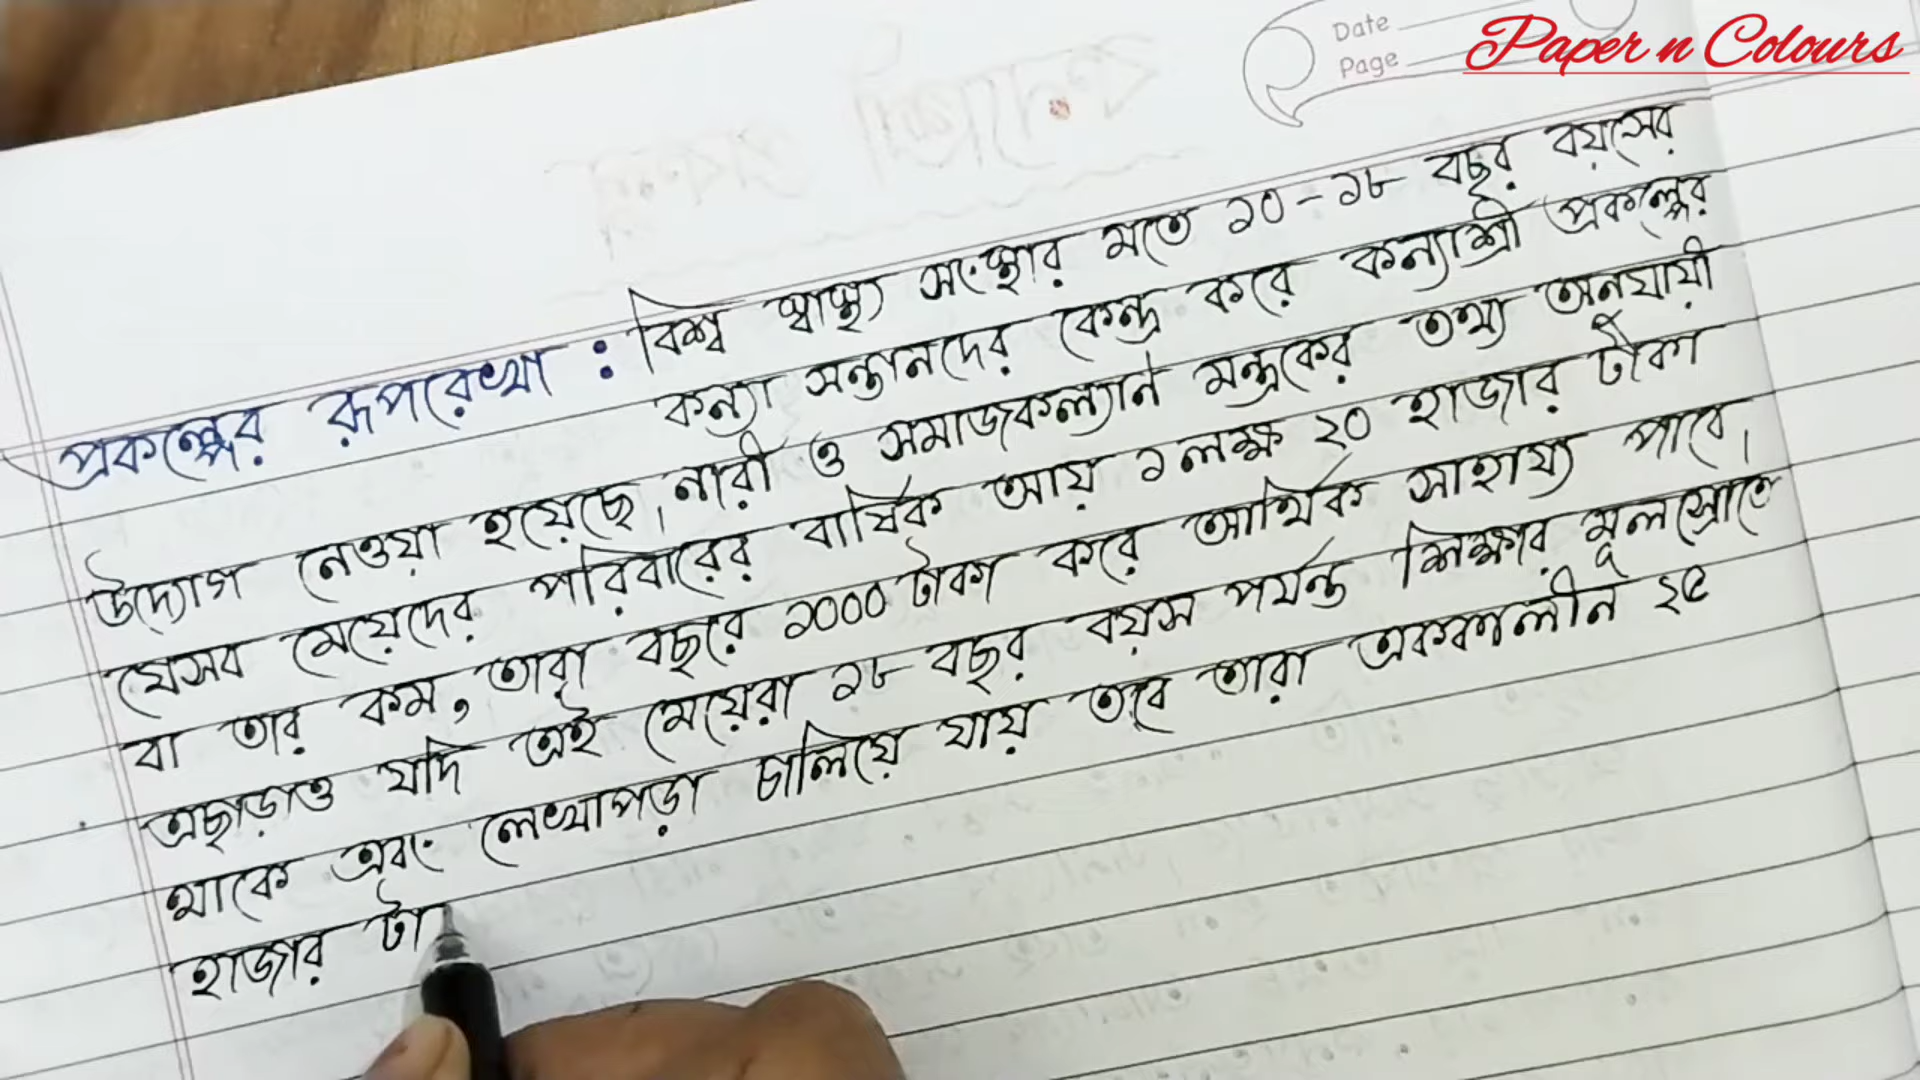 Date
Page
Paper n Colours
প্রকল্পের রূপরেখা : বিশ্ব স্বাস্থ্য সংস্থার মতে ১০-১৮ বছর বয়সের
কন্যা সন্তানদের কেন্দ্র করে কন্যাশ্রী প্রকল্পের
উদ্যোগ নেওয়া হয়েছে। নারী ও সমাজকল্যান মন্ত্রকের তথ্য অনুযায়ী
যেসব মেয়েদের পরিবারের বার্ষিক আয় ১ লক্ষ ২০ হাজার টাকা
বা তার কম, তারা বছরে ১০০০ টাকা করে আর্থিক সাহায্য পাবে।
এছাড়াও যদি এই মেয়েরা ১৮ বছর বয়স পর্যন্ত শিক্ষার মূলস্রোতে
থাকে এবং লেখাপড়া চালিয়ে যায় তবে তারা এককালীন ২৫
হাজার টা